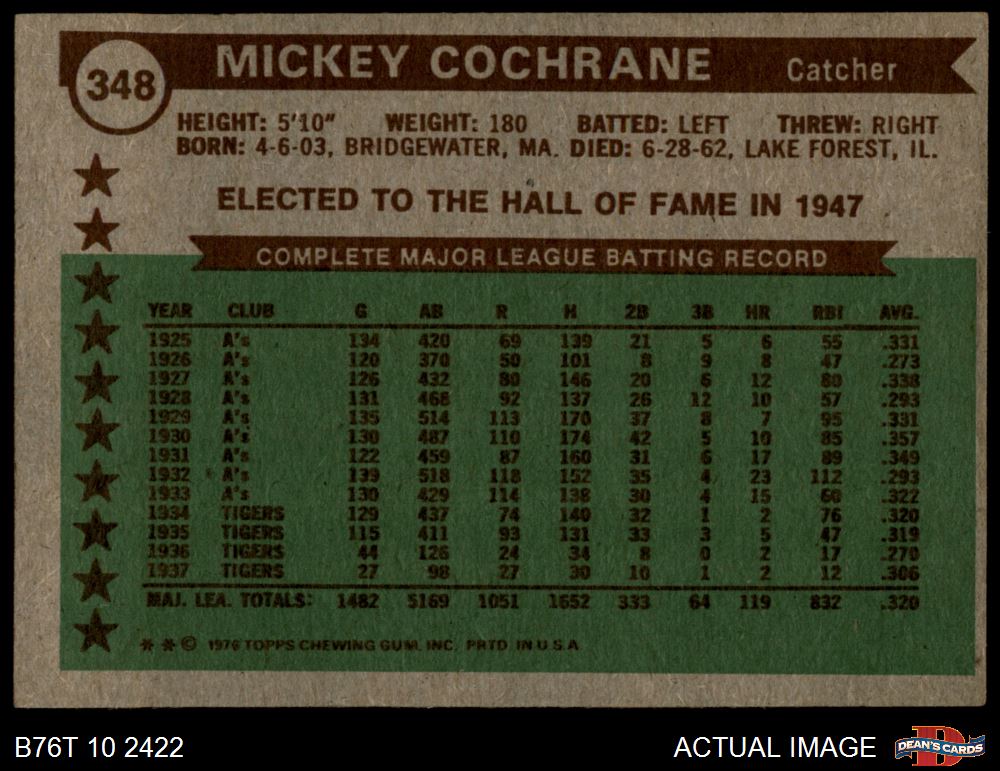 348
MICKEY COCHRANE Catcher
HEIGHT: 5'10" WEIGHT: 180 BATTED: LEFT THREW: RIGHT
BORN: 4-6-03, BRIDGEWATER, MA. DIED: 6-28-62, LAKE FOREST, IL.
ELECTED TO THE HALL OF FAME IN 1947
COMPLETE MAJOR LEAGUE BATTING RECORD
YEAR CLUB G AB R H 2B 3B HR RBI AVG.
1925 A's 134 420 69 139 21 5 6 55 .331
1926 A's 120 370 50 101 8 9 8 47 .273
1927 A's 126 432 80 146 20 6 12 80 .338
1928 A's 131 468 92 137 26 12 10 57 .293
1929 A's 135 514 113 170 37 8 7 95 .331
1930 A's 130 487 110 174 42 5 10 85 .357
1931 A's 122 459 87 160 31 6 17 89 .349
1932 A's 139 518 118 152 35 4 23 112 .293
1933 A's 130 429 114 138 30 4 15 60 .322
1934 TIGERS 129 437 74 140 32 1 2 76 .320
1935 TIGERS 115 411 93 131 33 3 5 47 .319
1936 TIGERS 44 126 24 34 8 0 2 17 .270
1937 TIGERS 27 98 27 30 10 1 2 12 .306
MAJ. LEA. TOTALS: 1482 5169 1051 1652 333 64 119 832 .320
* * © 1976 TOPPS CHEWING GUM, INC. PRTD. IN U.S.A.
B76T 10 2422 ACTUAL IMAGE
D
DEAN'S CARDS